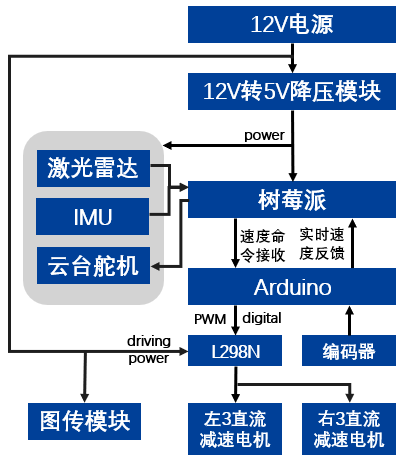 12V电源
12V转5V降压模块
power
激光雷达
IMU
云台舵机
树莓派
速度命
令接收
实时速
度反馈
Arduino
PWM
digital
driving
power
L298N
编码器
图传模块
左3直流
减速电机
右3直流
减速电机